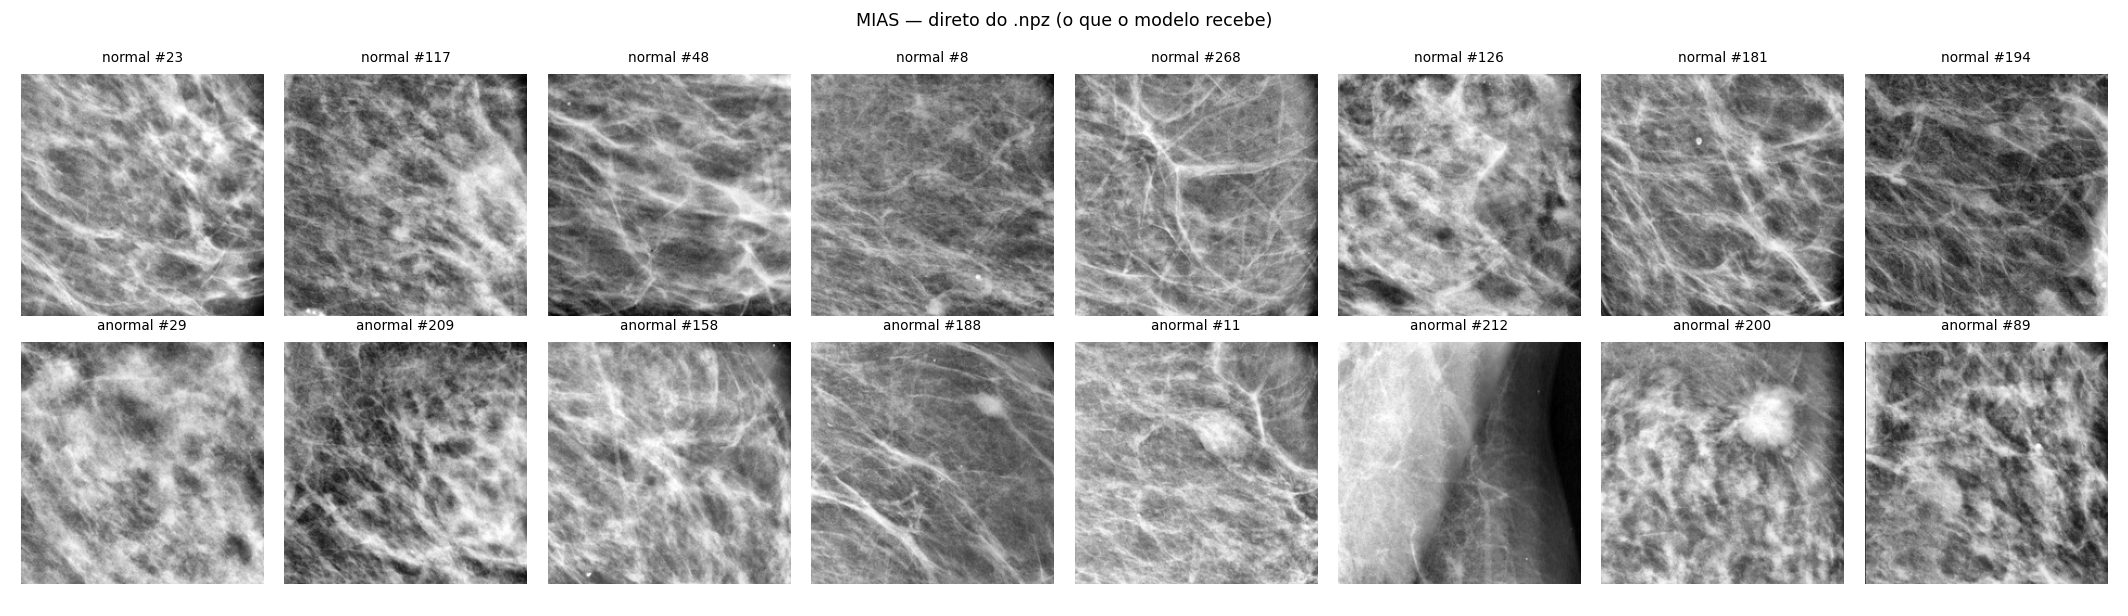 MIAS — direto do .npz (o que o modelo recebe)
normal #23
normal #117
normal #48
normal #8
normal #268
normal #126
normal #181
normal #194
anormal #29
anormal #209
anormal #158
anormal #188
anormal #11
anormal #212
anormal #200
anormal #89